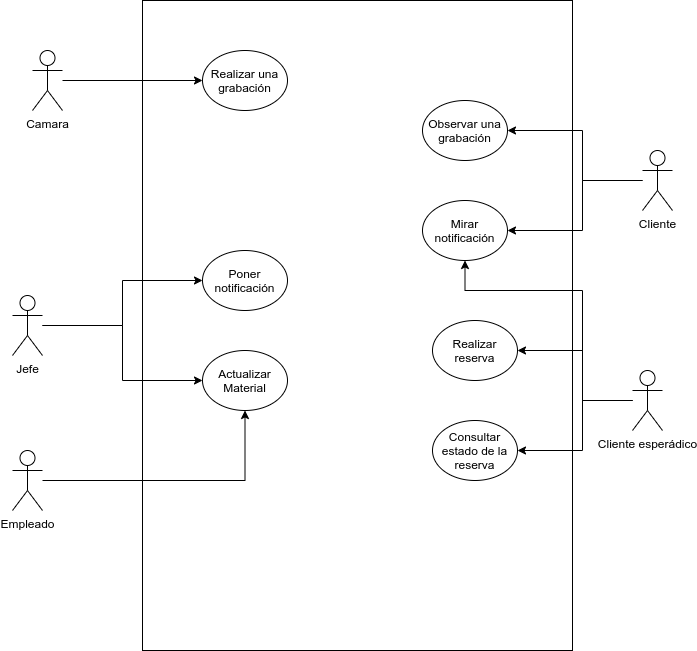 Realizar una
grabación
Camara
Observar una
grabación
Cliente
Mirar
notificación
Poner
notificación
Jefe
Realizar
reserva
Actualizar
Material
Cliente esperádico
Consultar
estado de la
reserva
Empleado